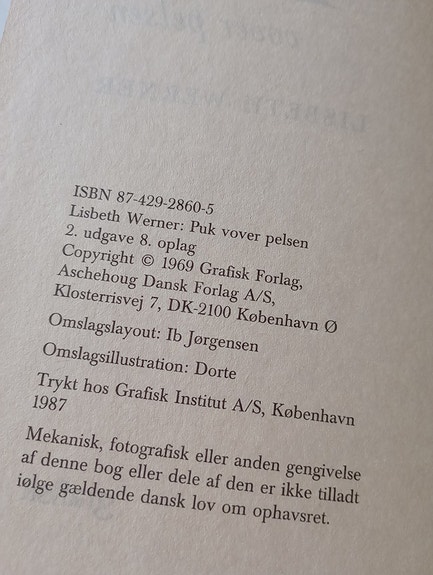 ISBN 87-429-2860-5
Lisbeth Werner: Puk vover pelsen
2. udgave 8. oplag
Copyright © 1969 Grafisk Forlag,
Aschehoug Dansk Forlag A/S,
Klosterrisvej 7, DK-2100 København Ø
Omslagslayout: Ib Jørgensen
Omslagsillustration: Dorte
Trykt hos Grafisk Institut A/S, København
1987
Mekanisk, fotografisk eller anden gengivelse
af denne bog eller dele af den er ikke tilladt
iølge gældende dansk lov om ophavsret.